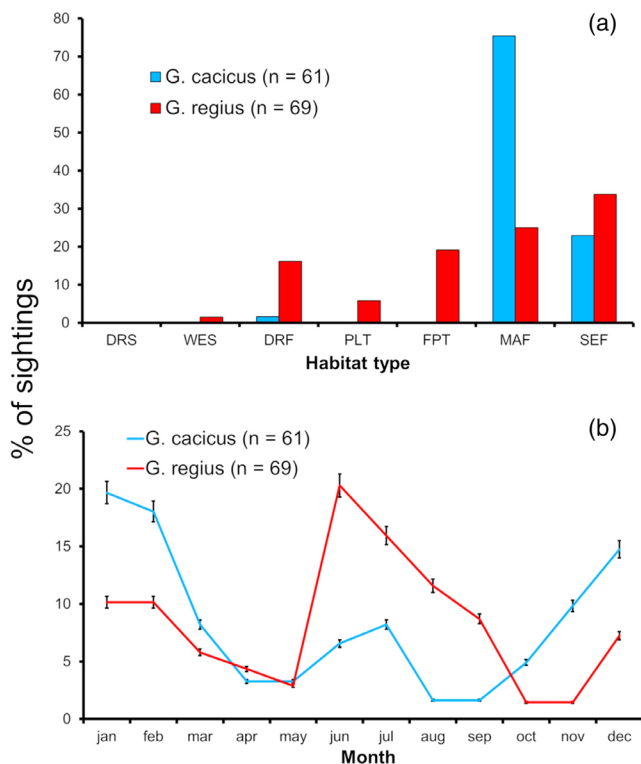 (a)
80
70
60
50
40
30
20
10
0
G. cacicus (n = 61)
G. regius (n = 69)
DRS WES DRF PLT FPT MAF SEF
Habitat type
% of sightings
(b)
25
20
15
10
5
0
G. cacicus (n = 61)
G. regius (n = 69)
jan feb mar apr may jun jul aug sep oct nov dec
Month